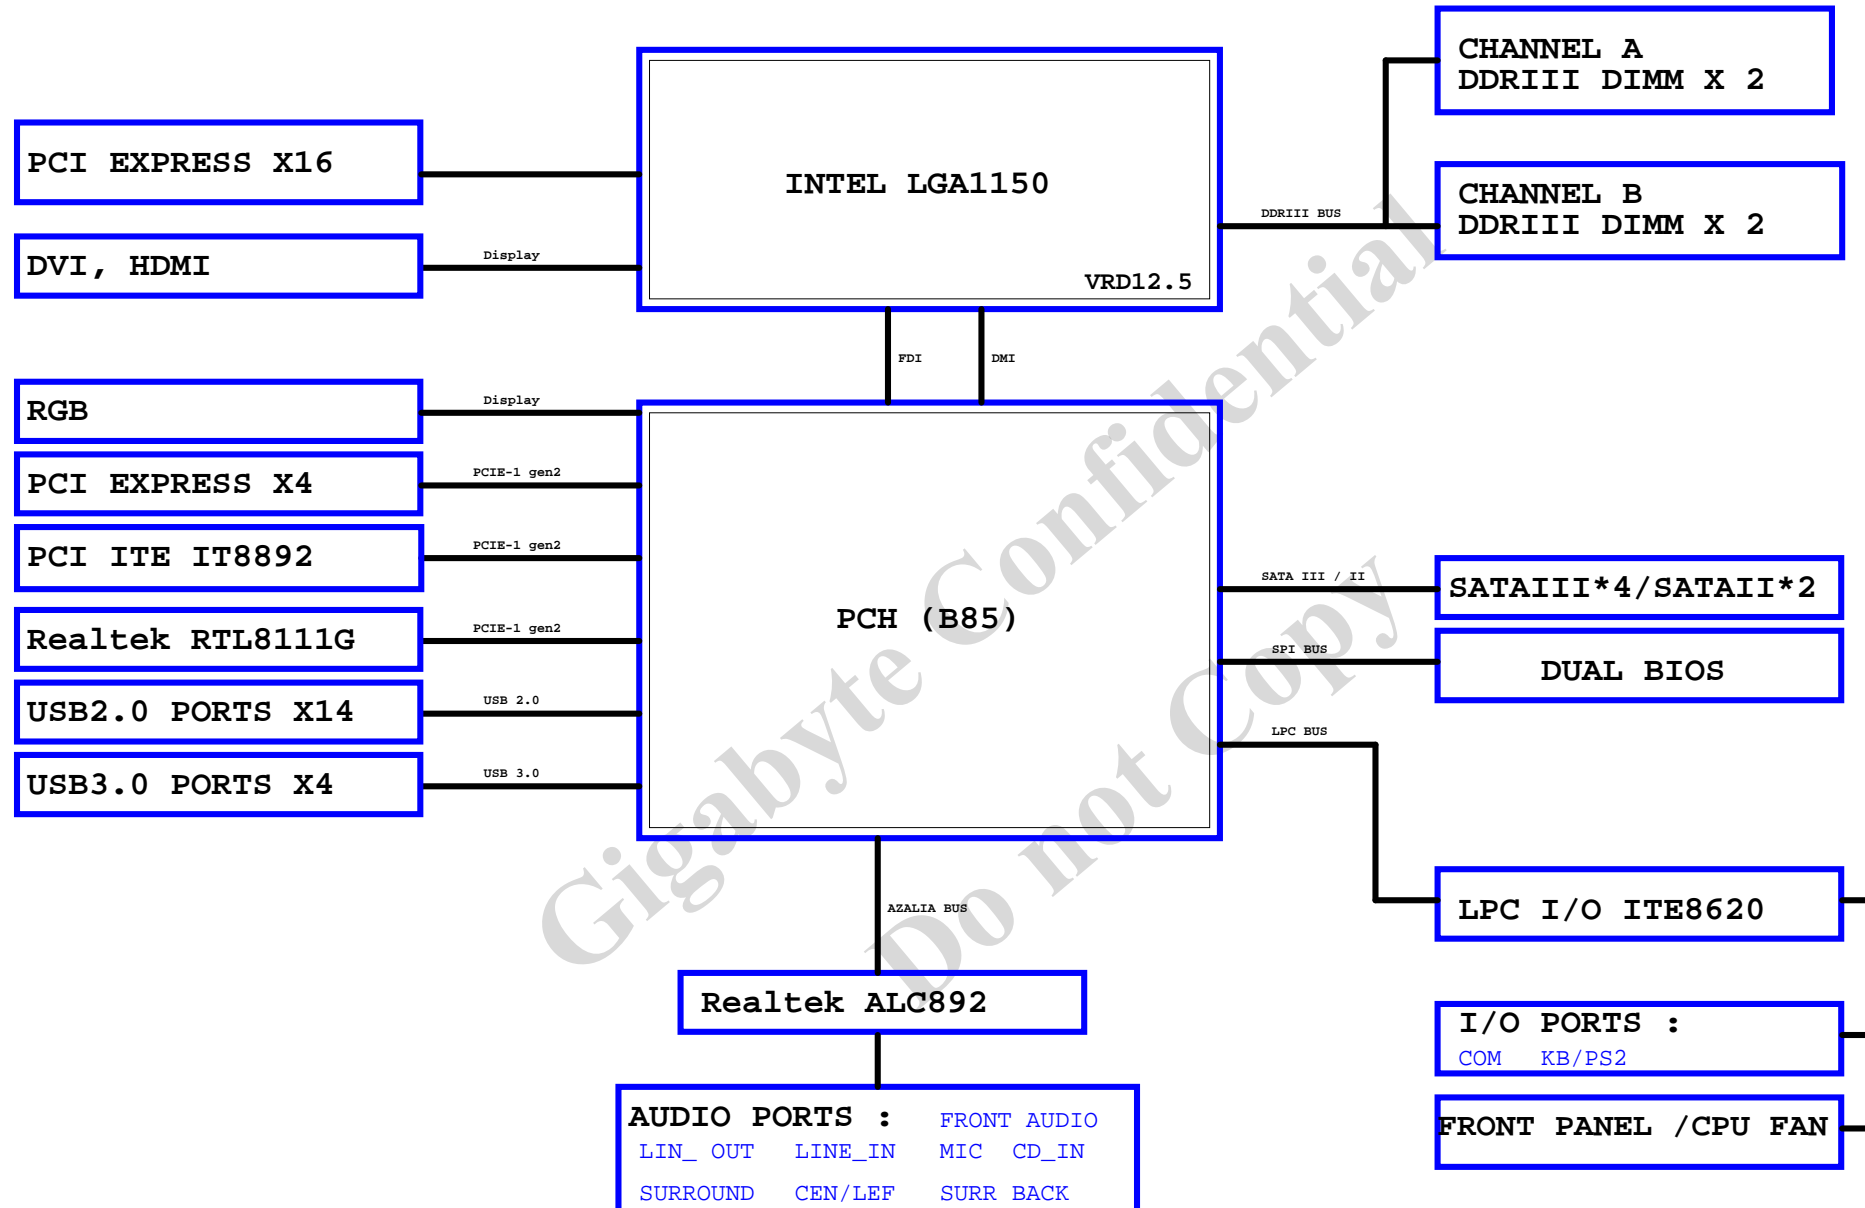 CHANNEL A
DDRIII DIMM X 2
PCI EXPRESS X16
INTEL LGA1150
CHANNEL B
DDRIII DIMM X 2
DDRIII BUS
DVI, HDMI
Display
VRD12.5
FDI
DMI
RGB
Display
PCI EXPRESS X4
PCIE-1 gen2
PCI ITE IT8892
PCIE-1 gen2
Realtek RTL8111G
PCIE-1 gen2
USB2.0 PORTS X14
USB 2.0
USB3.0 PORTS X4
USB 3.0
PCH (B85)
SATA III / II
SATAIII*4/SATAII*2
SPI BUS
DUAL BIOS
LPC BUS
LPC I/O ITE8620
AZALIA BUS
Realtek ALC892
I/O PORTS :
COM KB/PS2
FRONT PANEL /CPU FAN
AUDIO PORTS : FRONT AUDIO
LIN_ OUT LINE_IN MIC CD_IN
SURROUND CEN/LEF SURR BACK
Gigabyte Confidential
Do not Copy